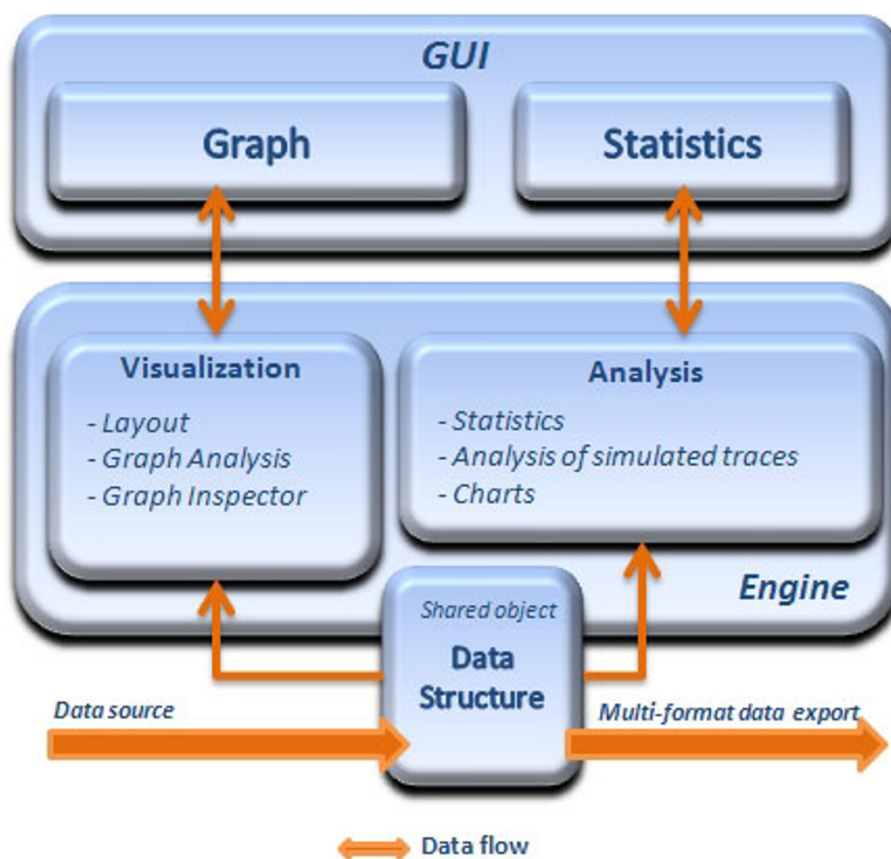 GUI
Graph
Statistics
Visualization
- Layout
- Graph Analysis
- Graph Inspector
Analysis
- Statistics
- Analysis of simulated traces
- Charts
Engine
Shared object
Data
Structure
Data source
Multi-format data export
Data flow